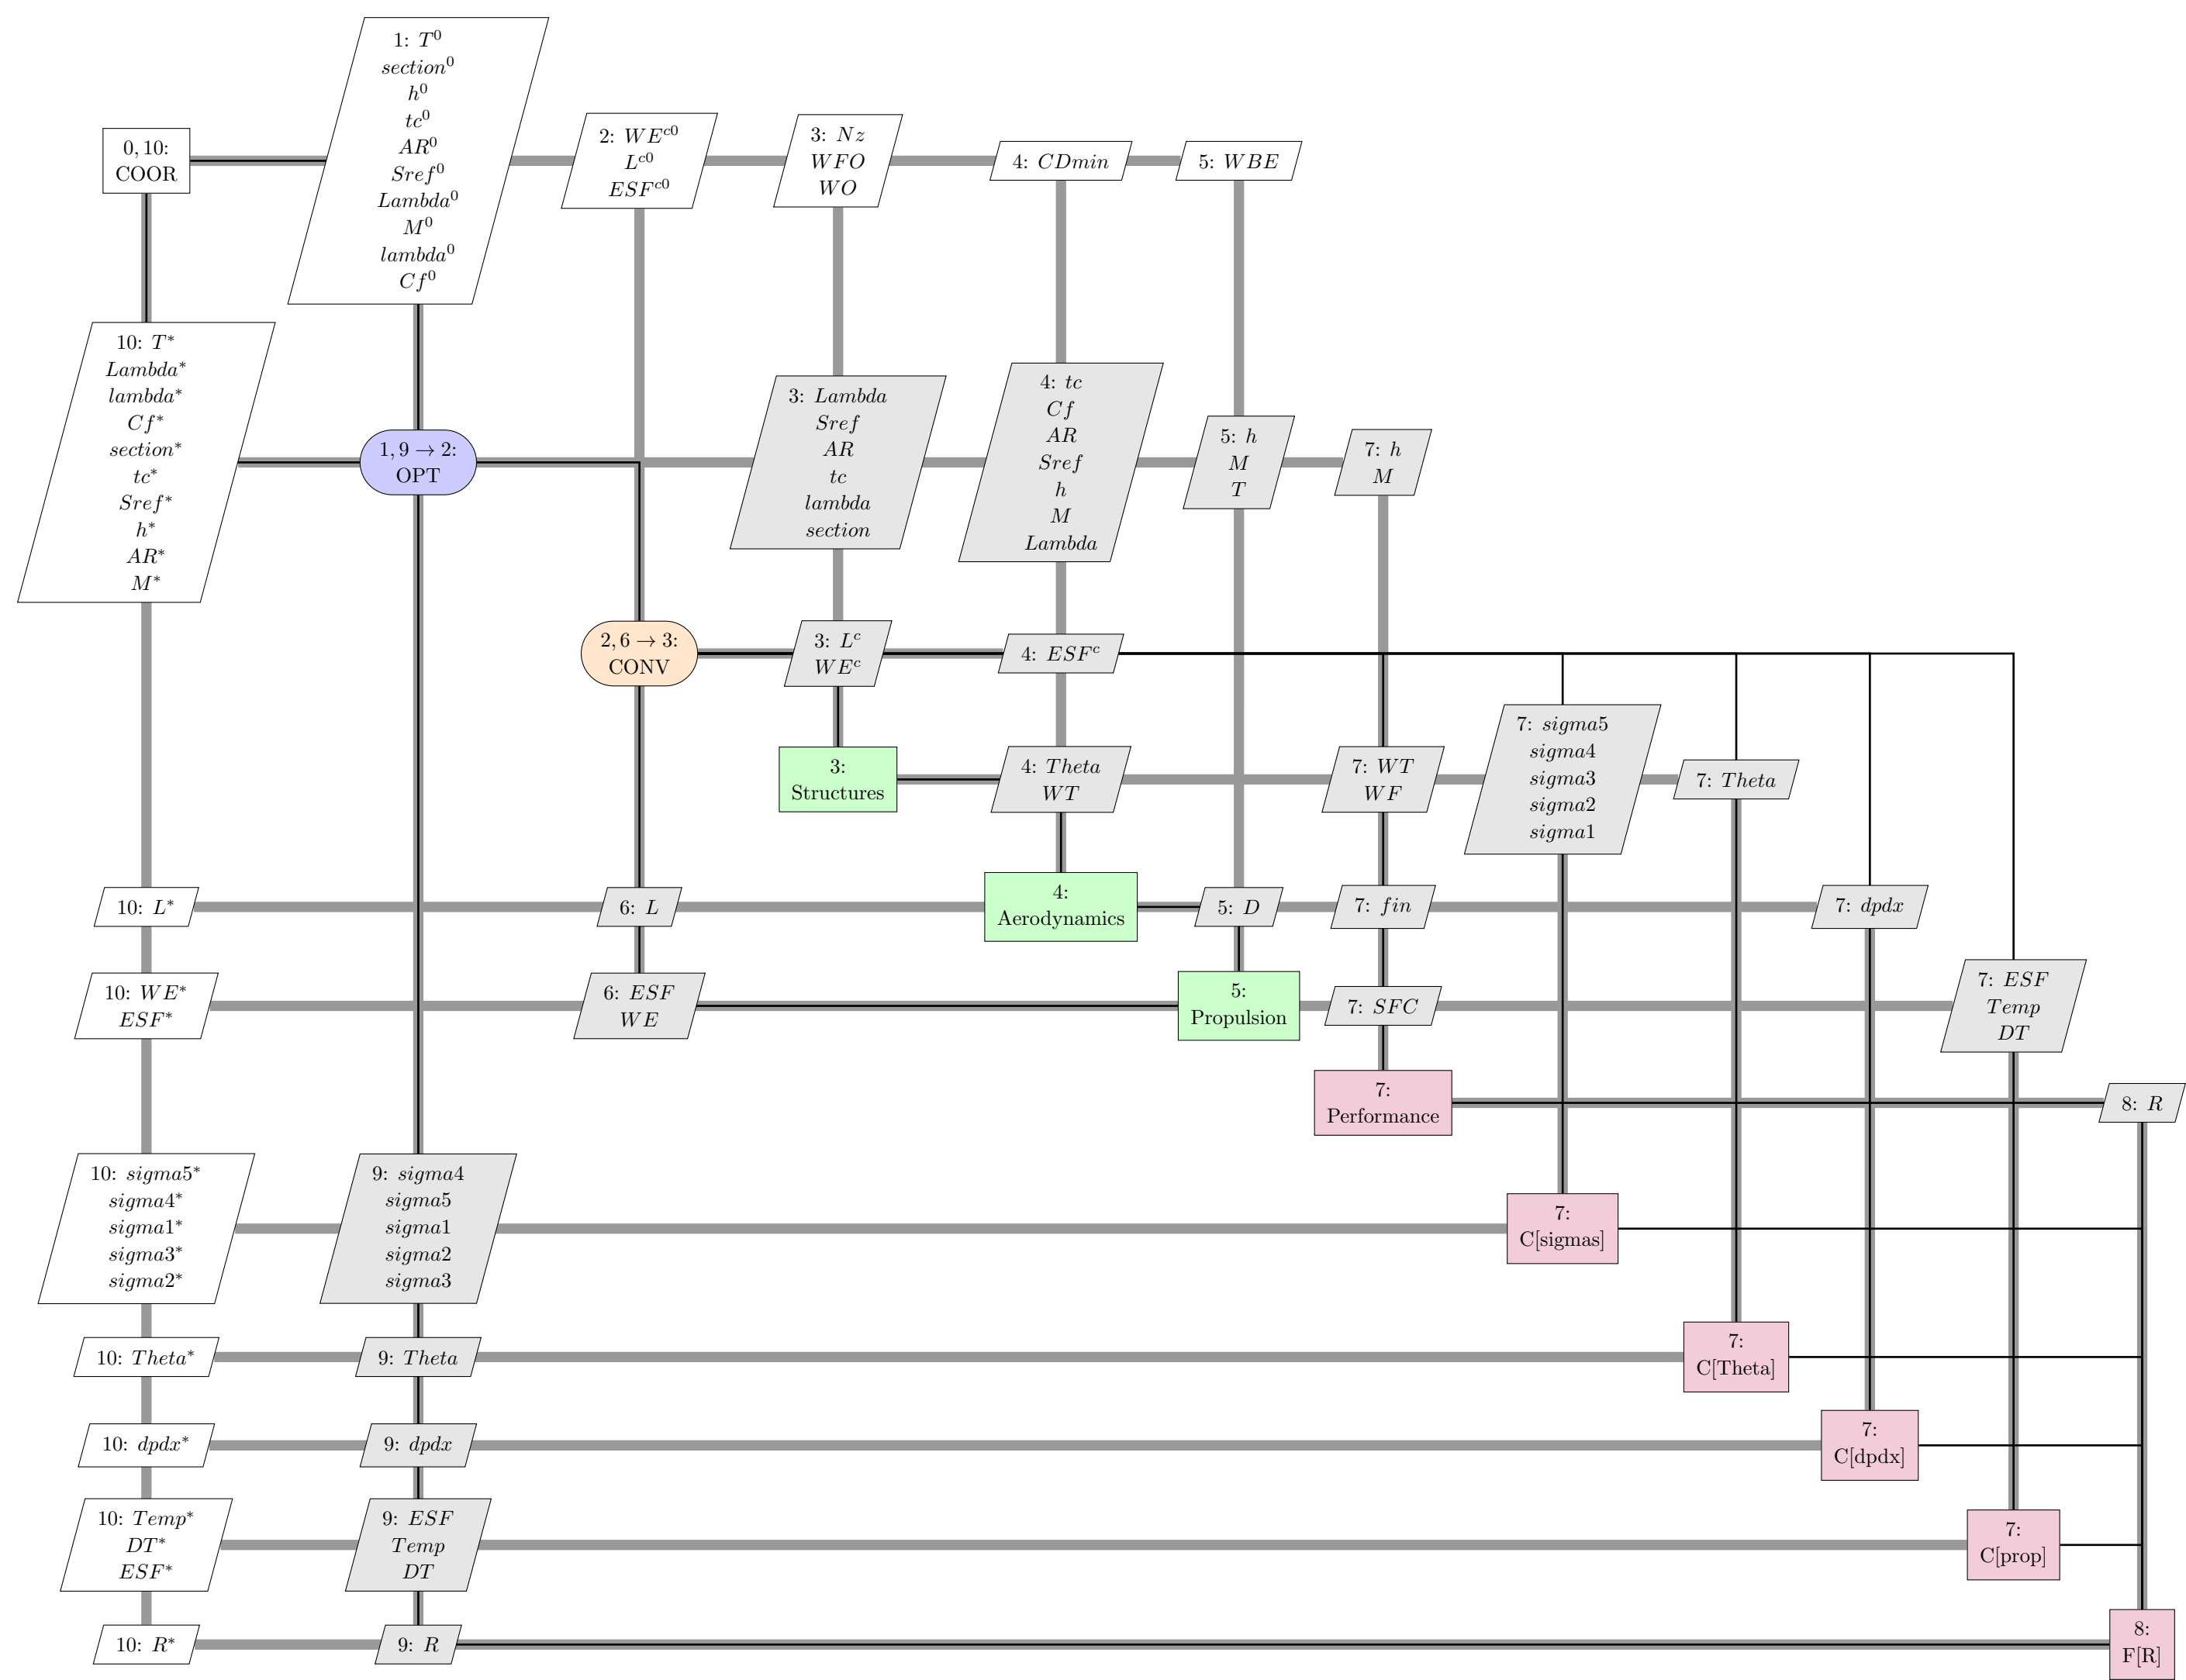 1: T⁰
section⁰
h⁰
tc⁰
AR⁰
Sref⁰
Lambda⁰
M⁰
lambda⁰
Cf⁰
0, 10:
COOR
2: WEᶜ⁰
Lᶜ⁰
ESFᶜ⁰
3: Nz
WFO
WO
4: CDmin
5: WBE
10: T*
Lambda*
lambda*
Cf*
section*
tc*
Sref*
h*
AR*
M*
1, 9 → 2:
OPT
3: Lambda
Sref
AR
tc
lambda
section
4: tc
Cf
AR
Sref
h
M
Lambda
5: h
M
T
7: h
M
2, 6 → 3:
CONV
3: Lᶜ
WEᶜ
4: ESFᶜ
3:
Structures
4: Theta
WT
7: WT
WF
7: sigma5
sigma4
sigma3
sigma2
sigma1
7: Theta
10: L*
6: L
4:
Aerodynamics
5: D
7: fin
7: dpdx
10: WE*
ESF*
6: ESF
WE
5:
Propulsion
7: SFC
7: ESF
Temp
DT
7:
Performance
8: R
10: sigma5*
sigma4*
sigma1*
sigma3*
sigma2*
9: sigma4
sigma5
sigma1
sigma2
sigma3
7:
C[sigmas]
10: Theta*
9: Theta
7:
C[Theta]
10: dpdx*
9: dpdx
7:
C[dpdx]
10: Temp*
DT*
ESF*
9: ESF
Temp
DT
7:
C[prop]
10: R*
9: R
8:
F[R]